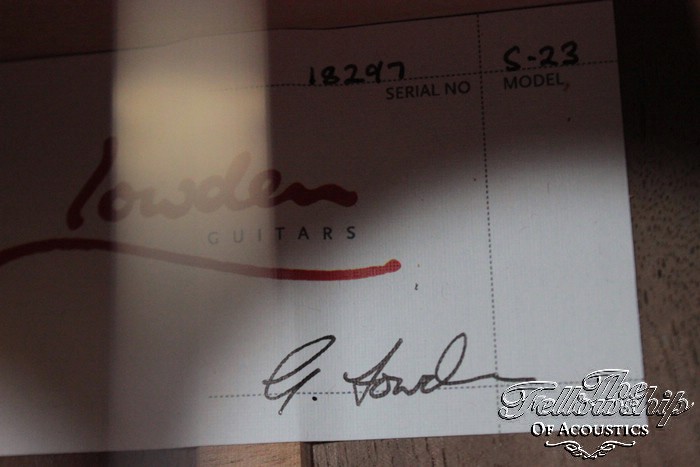 18297 S-23
SERIAL NO MODEL
Lowden
GUITARS
G. Lowden
The
Fellowship
OF ACOUSTICS